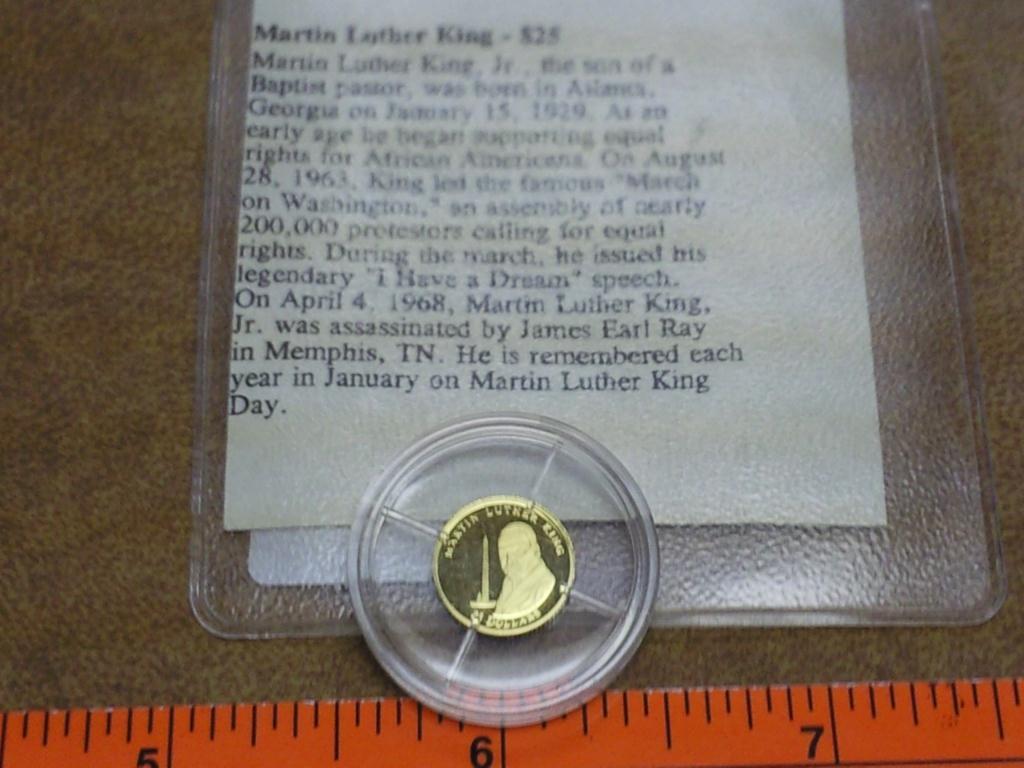 Martin Luther King - $25
Martin Luther King, Jr., the son of a
Baptist pastor, was born in Atlanta,
Georgia on January 15, 1929. At an
early age he began supporting equal
rights for African Americans. On August
28, 1963, King led the famous "March
on Washington," an assembly of nearly
200,000 protestors calling for equal
rights. During the march, he issued his
legendary "I Have a Dream" speech.
On April 4, 1968, Martin Luther King,
Jr. was assassinated by James Earl Ray
in Memphis, TN. He is remembered each
year in January on Martin Luther King
Day.
MARTIN LUTHER KING
25 DOLLARS
5 6 7